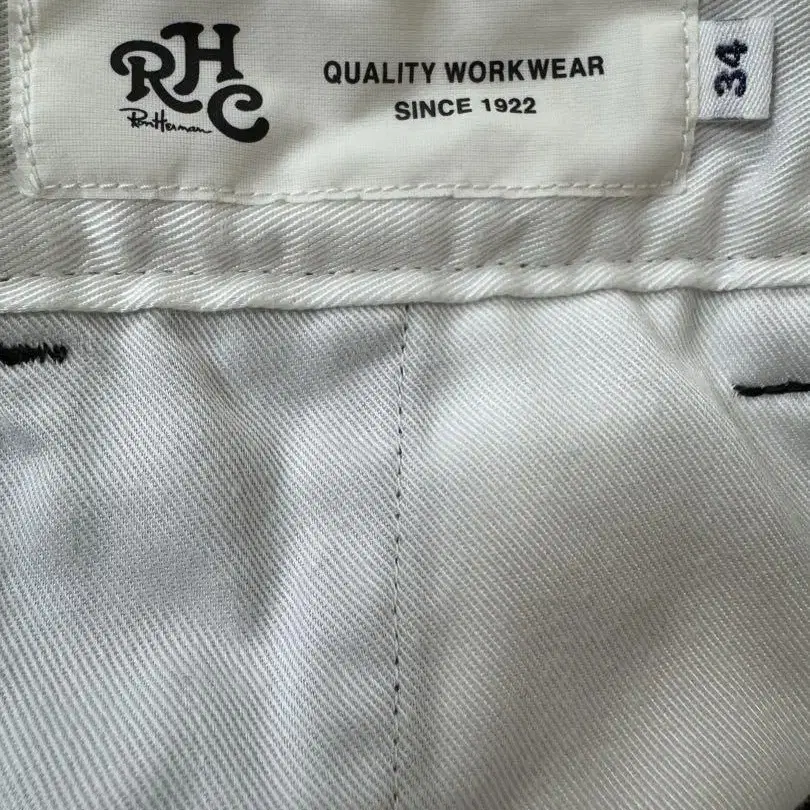 RHC
Ron Herman
QUALITY WORKWEAR
SINCE 1922
34